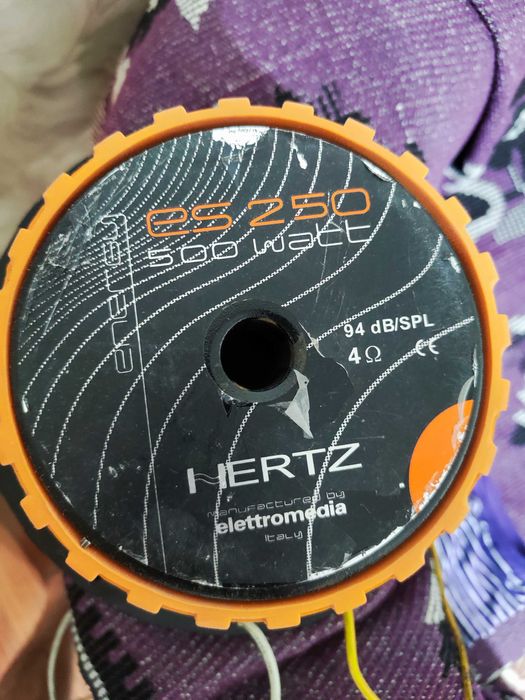 es 250
500 watt
energy
94 dB/SPL
4Ω CE
HERTZ
manufactured by
elettromedia
Italy